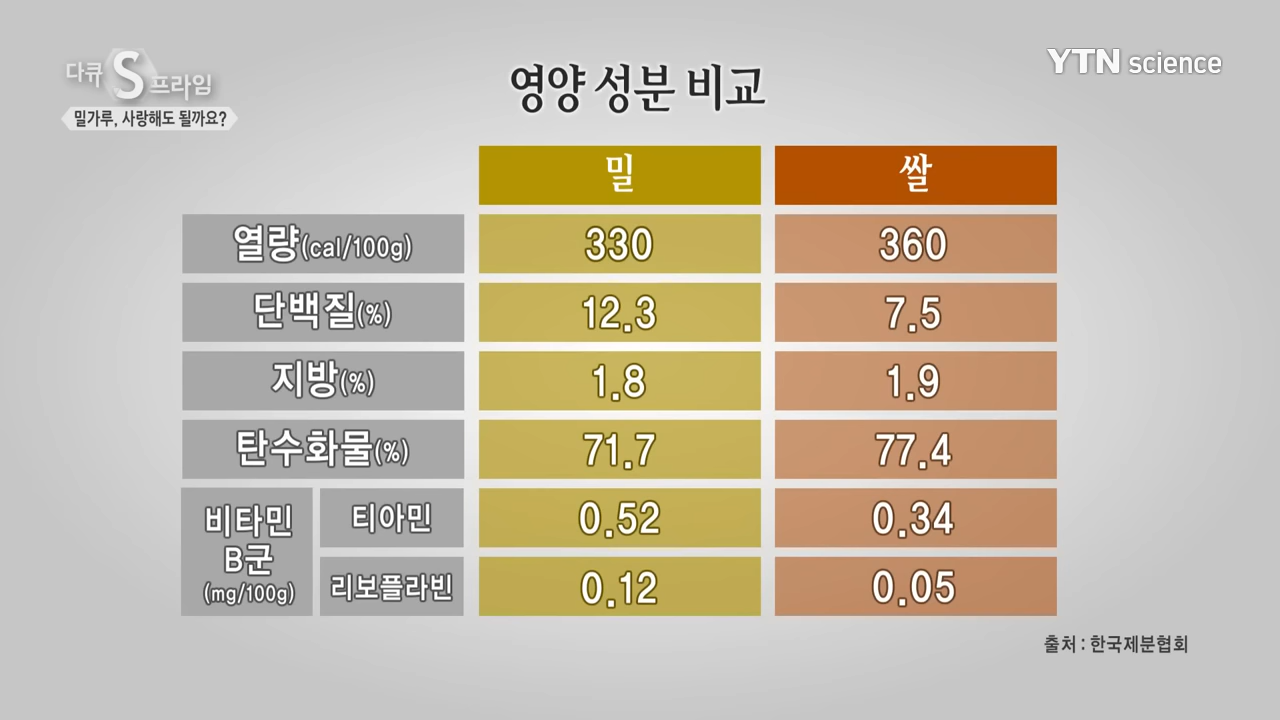 다큐 S 프라임
밀가루, 사랑해도 될까요?
YTN science
영양 성분 비교
밀 쌀
열량(cal/100g) 330 360
단백질(%) 12.3 7.5
지방(%) 1.8 1.9
탄수화물(%) 71.7 77.4
비타민
B군
(mg/100g)
티아민 0.52 0.34
리보플라빈 0.12 0.05
출처 : 한국제분협회